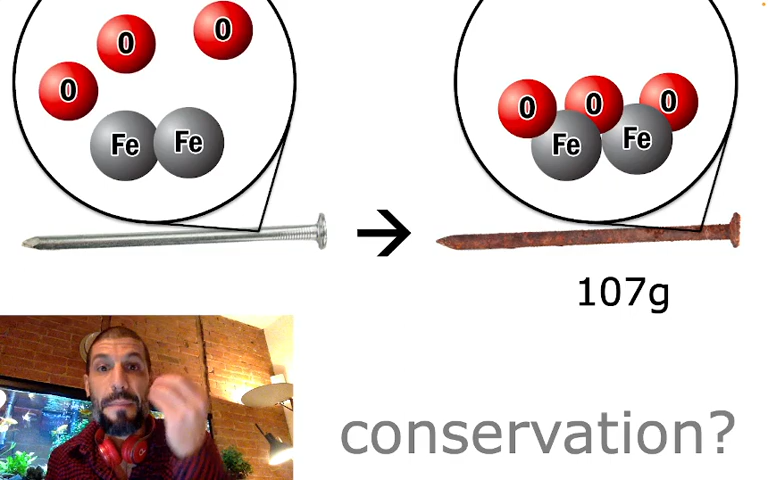 O
O
O
Fe Fe
O O O
Fe Fe
107g
conservation?